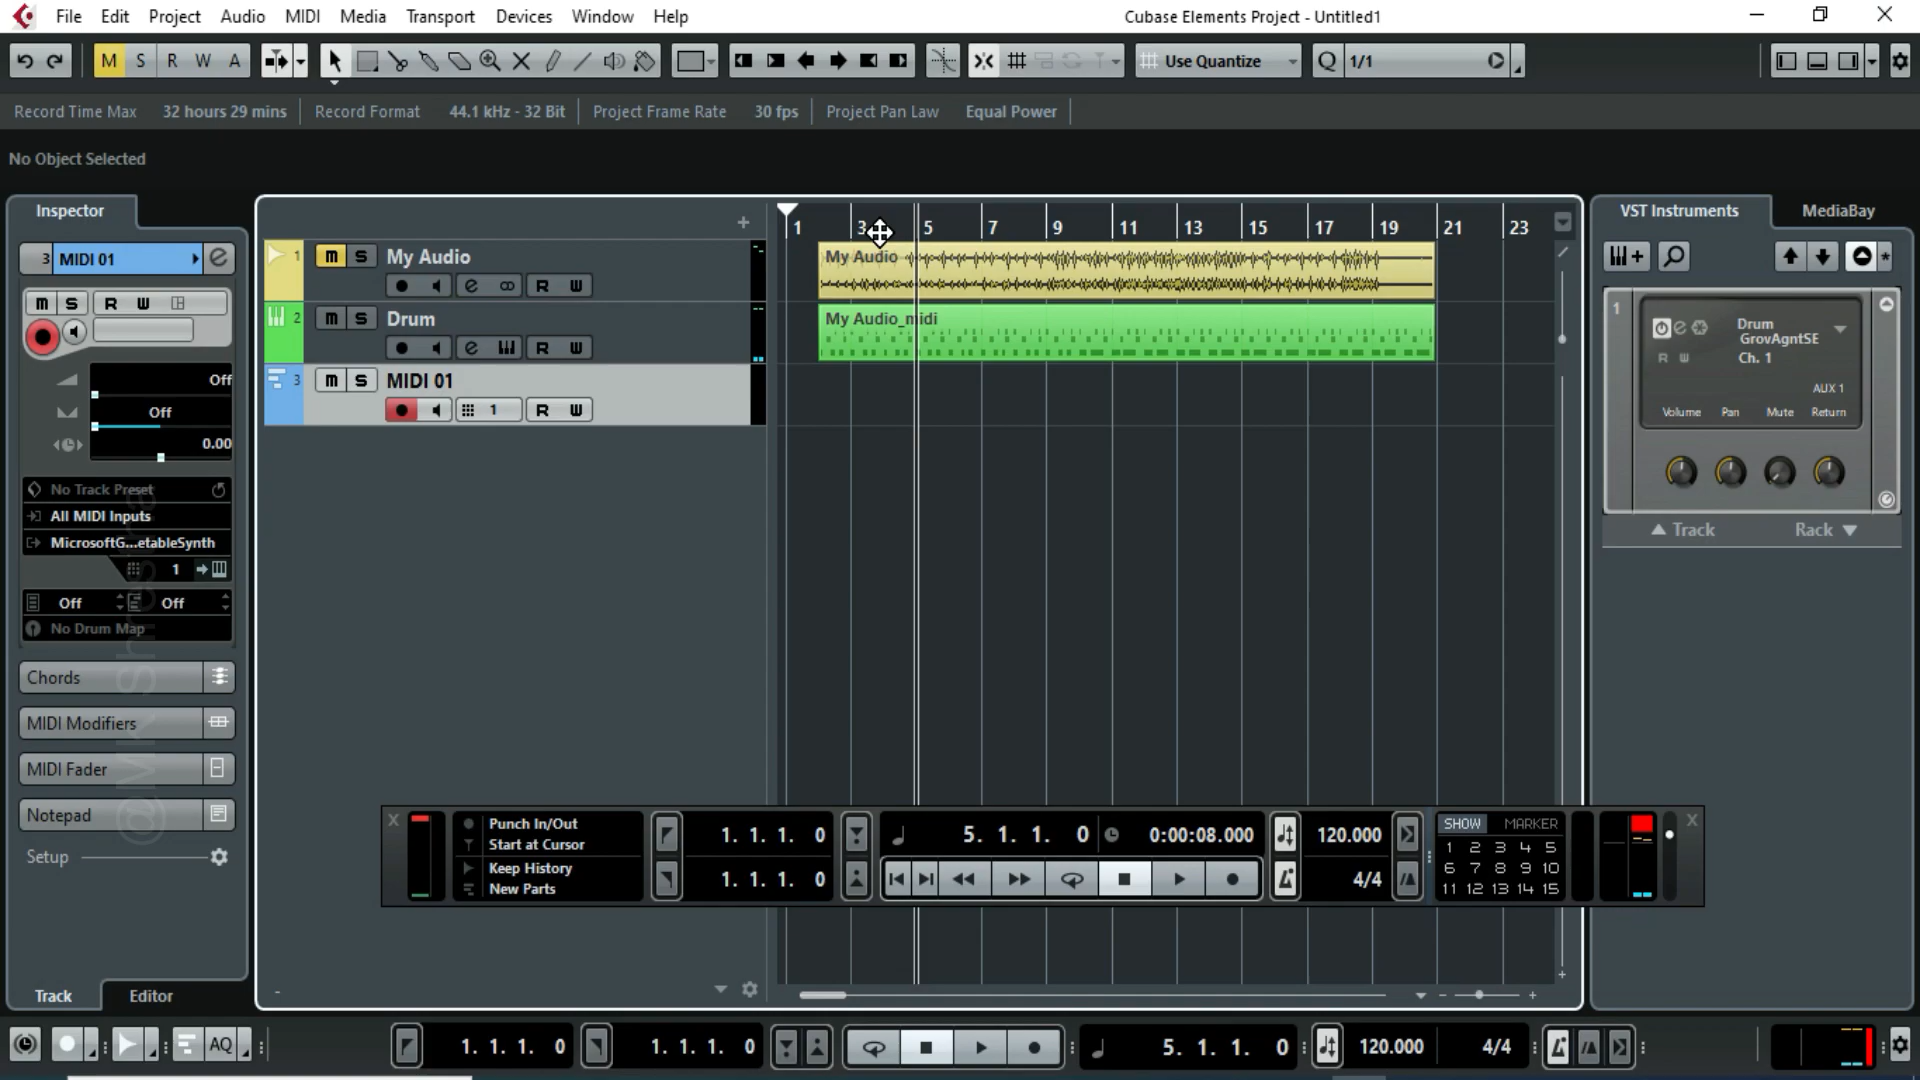 File Edit Project Audio MIDI Media Transport Devices Window Help
Cubase Elements Project - Untitled1
M S R W A
Use Quantize
Q 1/1
Record Time Max 32 hours 29 mins Record Format 44.1 kHz - 32 Bit Project Frame Rate 30 fps Project Pan Law Equal Power
No Object Selected
Inspector
3 MIDI 01 e
M S R W
Off
Off
0.00
No Track Preset
All MIDI Inputs
MicrosoftG...etableSynth
1
Off Off
No Drum Map
Chords
MIDI Modifiers
MIDI Fader
Notepad
Setup
Track Editor
@MK Shrestha
1 m S My Audio
e R W
2 m S Drum
e R W
3 m S MIDI 01
1 R W
1 3 5 7 9 11 13 15 17 19 21 23
My Audio
My Audio_midi
VST Instruments MediaBay
1
Drum
GrovAgntSE
Ch. 1
R W
AUX 1
Volume Pan Mute Return
Track Rack
X
Punch In/Out
Start at Cursor
Keep History
New Parts
1. 1. 1. 0
1. 1. 1. 0
5. 1. 1. 0 0:00:08.000
120.000
4/4
SHOW MARKER
1 2 3 4 5
6 7 8 9 10
11 12 13 14 15
X
AQ
1. 1. 1. 0 1. 1. 1. 0 5. 1. 1. 0 120.000 4/4